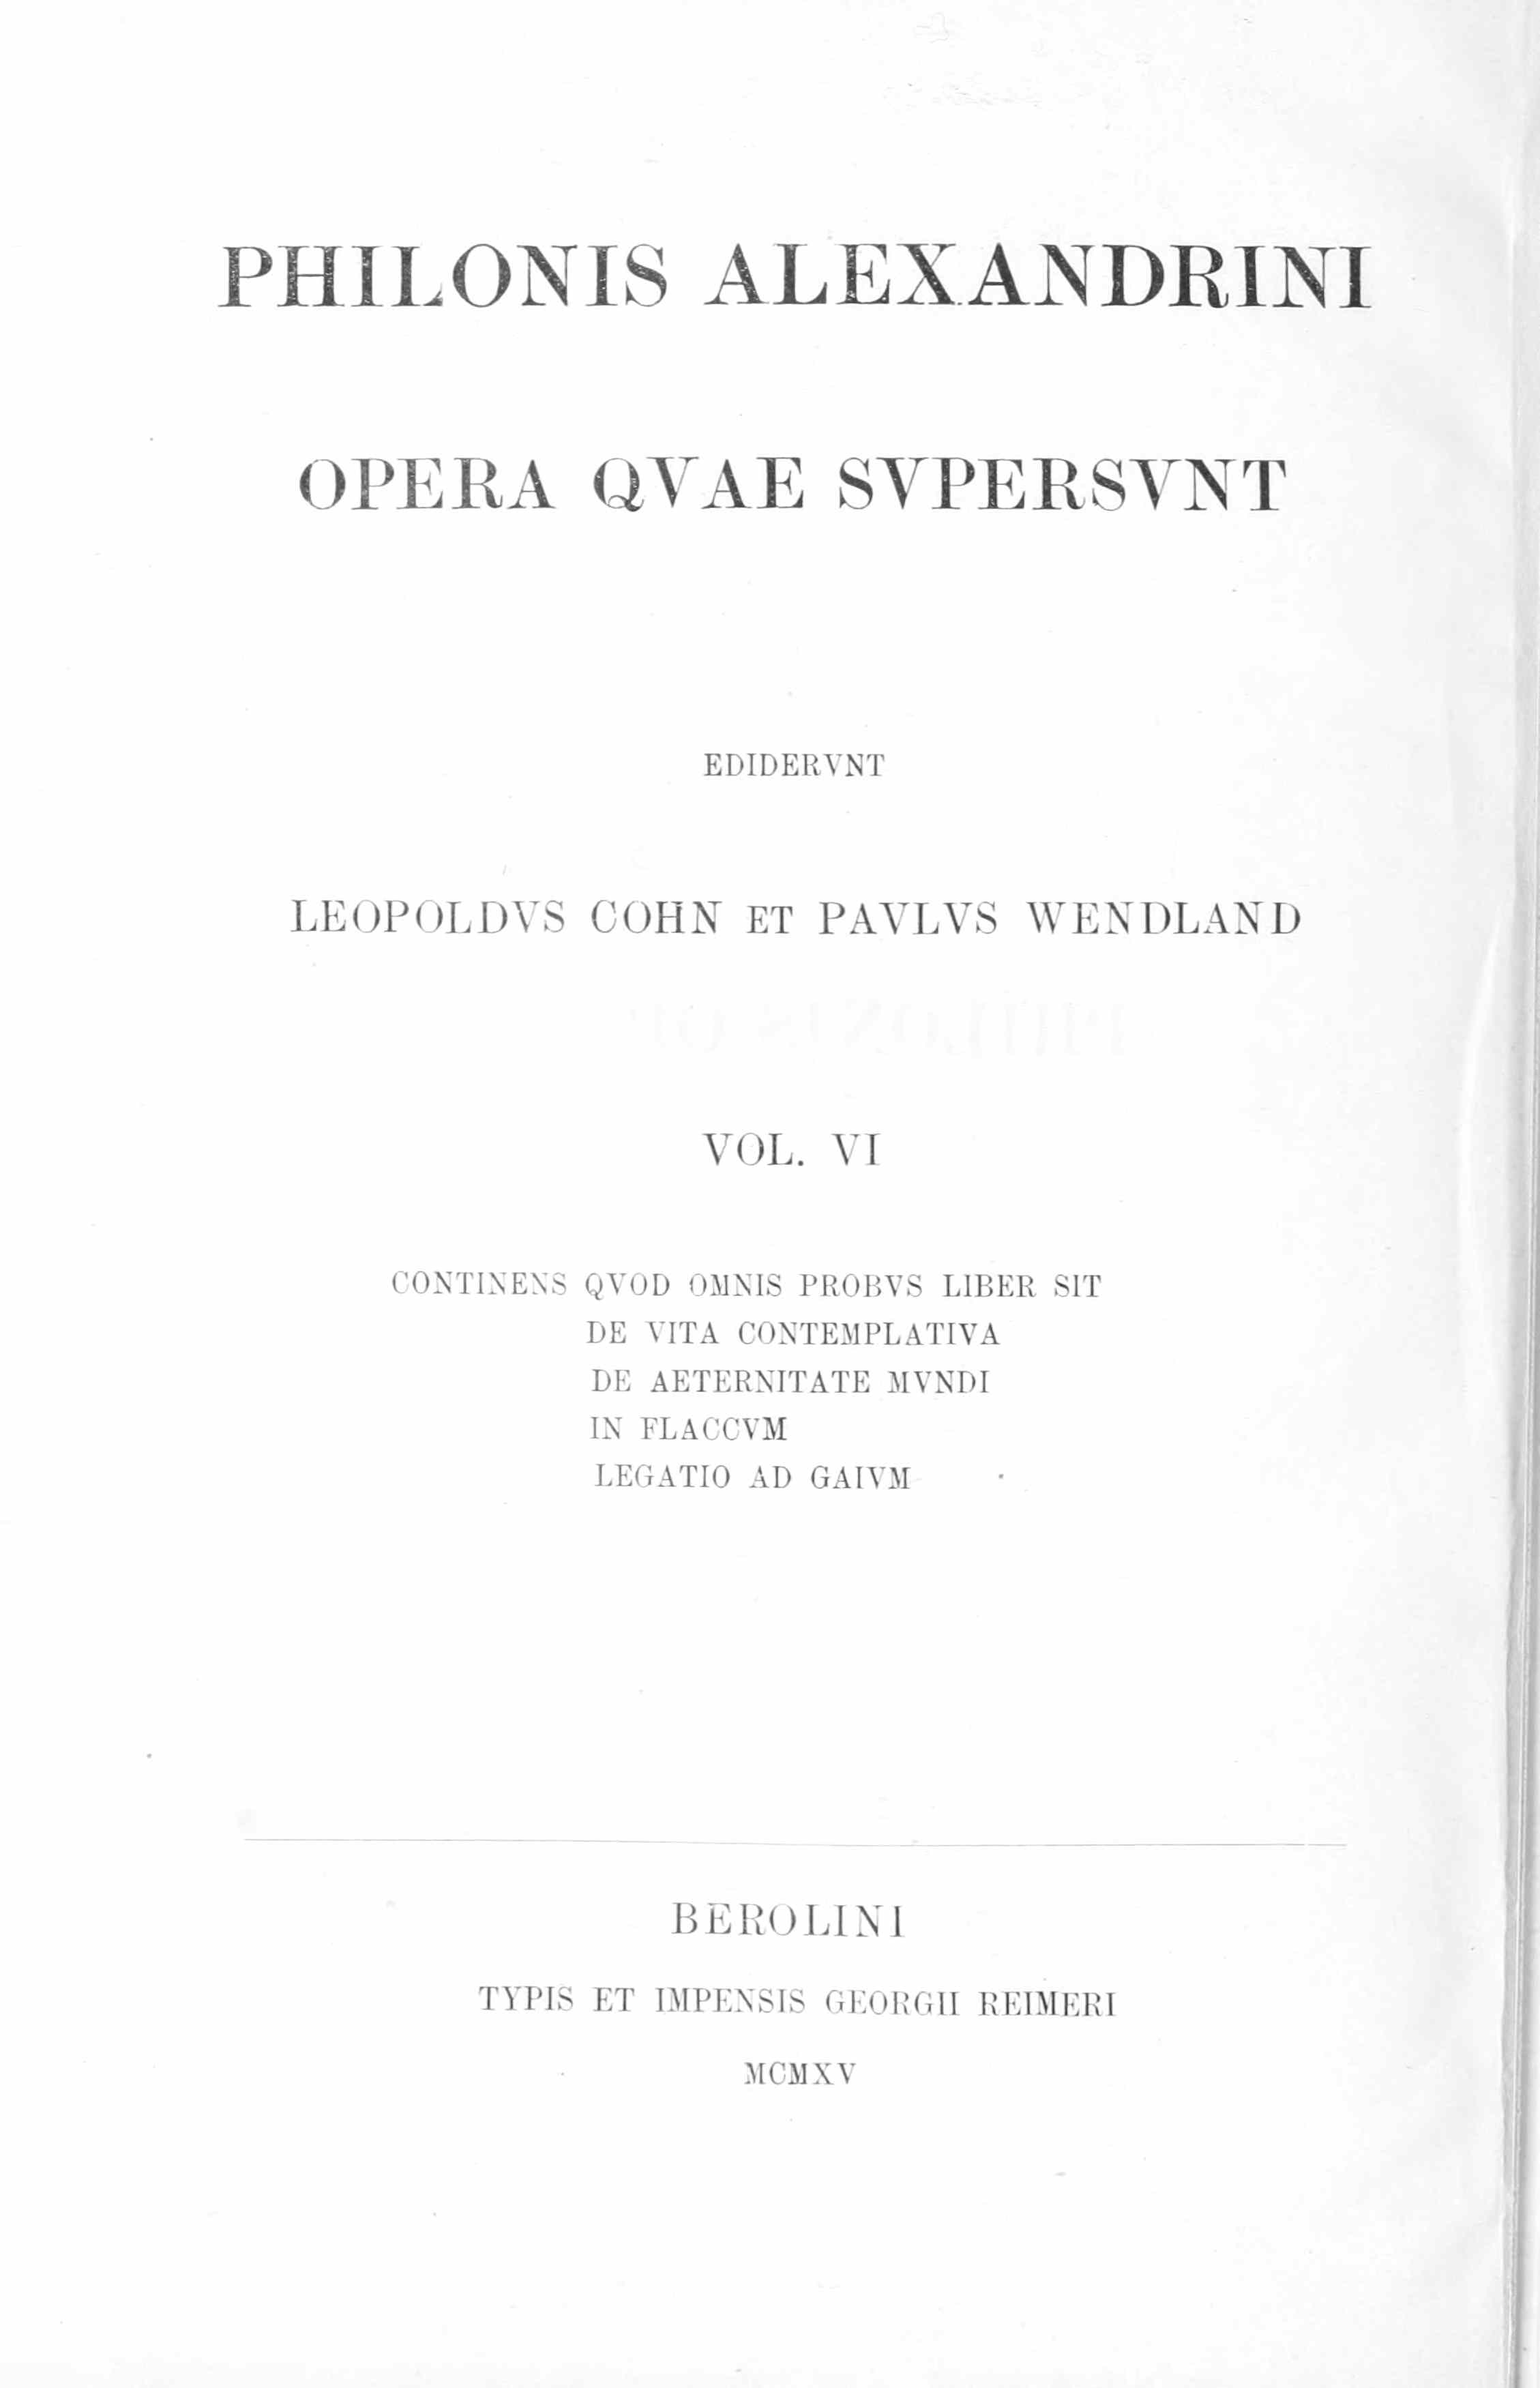 PHILONIS ALEXANDRINI
OPERA QVAE SVPERSVNT
EDIDERVNT
LEOPOLDVS COHN ET PAVLVS WENDLAND
VOL. VI
CONTINENS QVOD OMNIS PROBVS LIBER SIT
DE VITA CONTEMPLATIVA
DE AETERNITATE MVNDI
IN FLACCVM
LEGATIO AD GAIVM
BEROLINI
TYPIS ET IMPENSIS GEORGII REIMERI
MCMXV